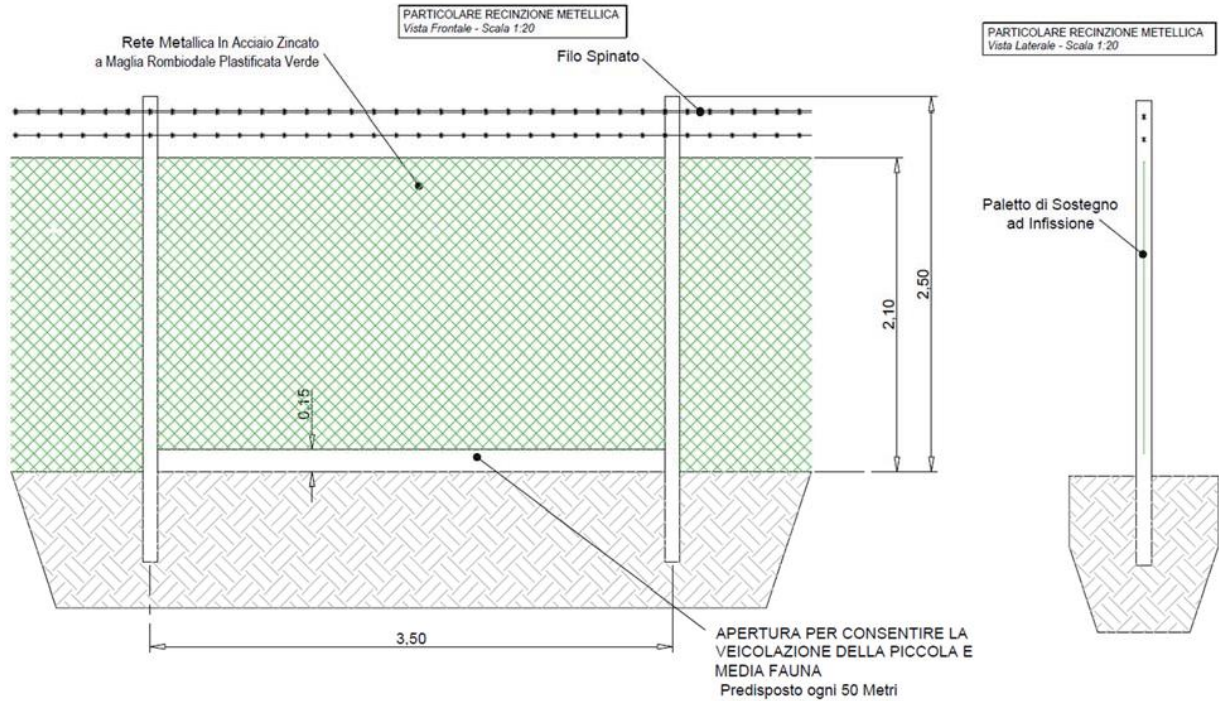 PARTICOLARE RECINZIONE METELLICA
Vista Frontale - Scala 1:20
PARTICOLARE RECINZIONE METELLICA
Vista Laterale - Scala 1:20
Rete Metallica In Acciaio Zincato
a Maglia Rombiodale Plastificata Verde
Filo Spinato
Paletto di Sostegno
ad Infissione
2,10
2,50
0,15
3,50
APERTURA PER CONSENTIRE LA
VEICOLAZIONE DELLA PICCOLA E
MEDIA FAUNA
Predisposto ogni 50 Metri